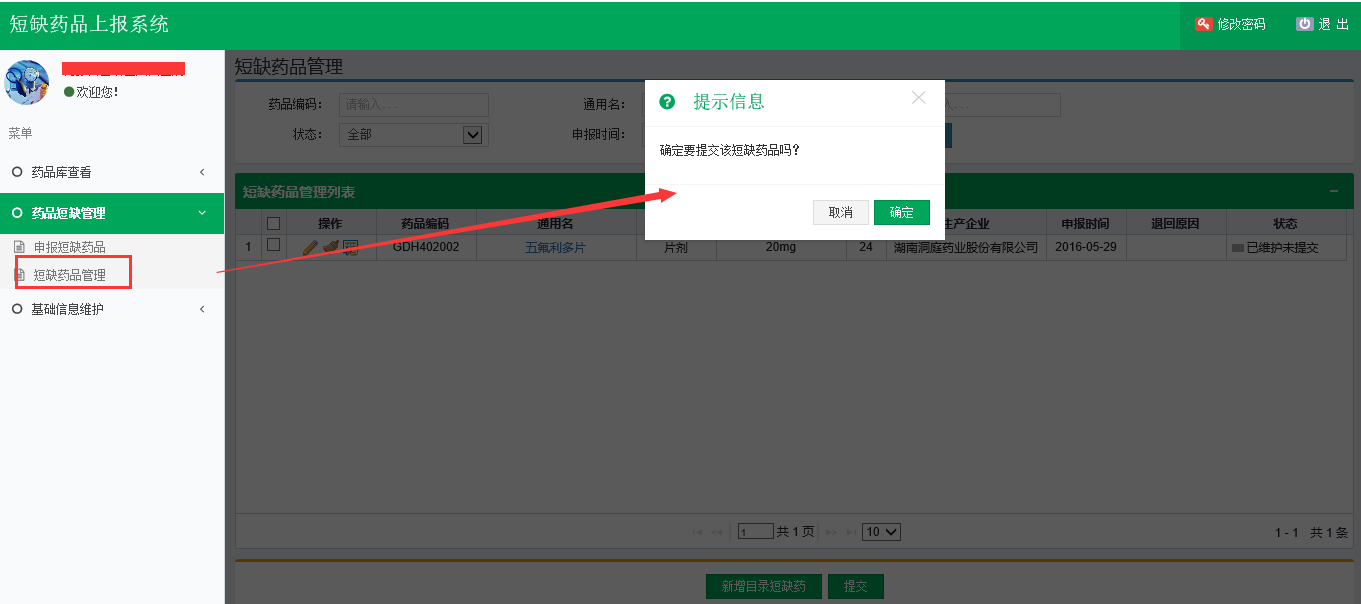 短缺药品上报系统
修改密码 退 出
欢迎您!
菜单
药品库查看
药品短缺管理
申报短缺药品
短缺药品管理
基础信息维护
短缺药品管理
药品编码: 请输入... 通用名:
状态: 全部 申报时间:
提示信息
确定要提交该短缺药品吗?
取消 确定
短缺药品管理列表
操作 药品编码 通用名 生产企业 申报时间 退回原因 状态
1 GDH402002 五氟利多片 片剂 20mg 24 湖南洞庭药业股份有限公司 2016-05-29 已维护未提交
1 共 1 页 10 1 - 1 共 1 条
新增目录短缺药 提交